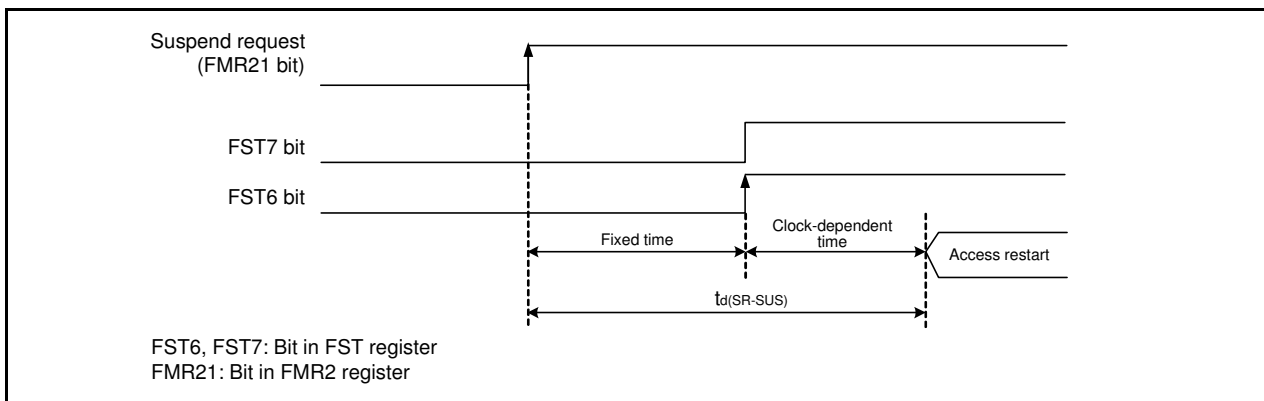 Suspend request
(FMR21 bit)
FST7 bit
FST6 bit
Fixed time
Clock-dependent
time
Access restart
td(SR-SUS)
FST6, FST7: Bit in FST register
FMR21: Bit in FMR2 register